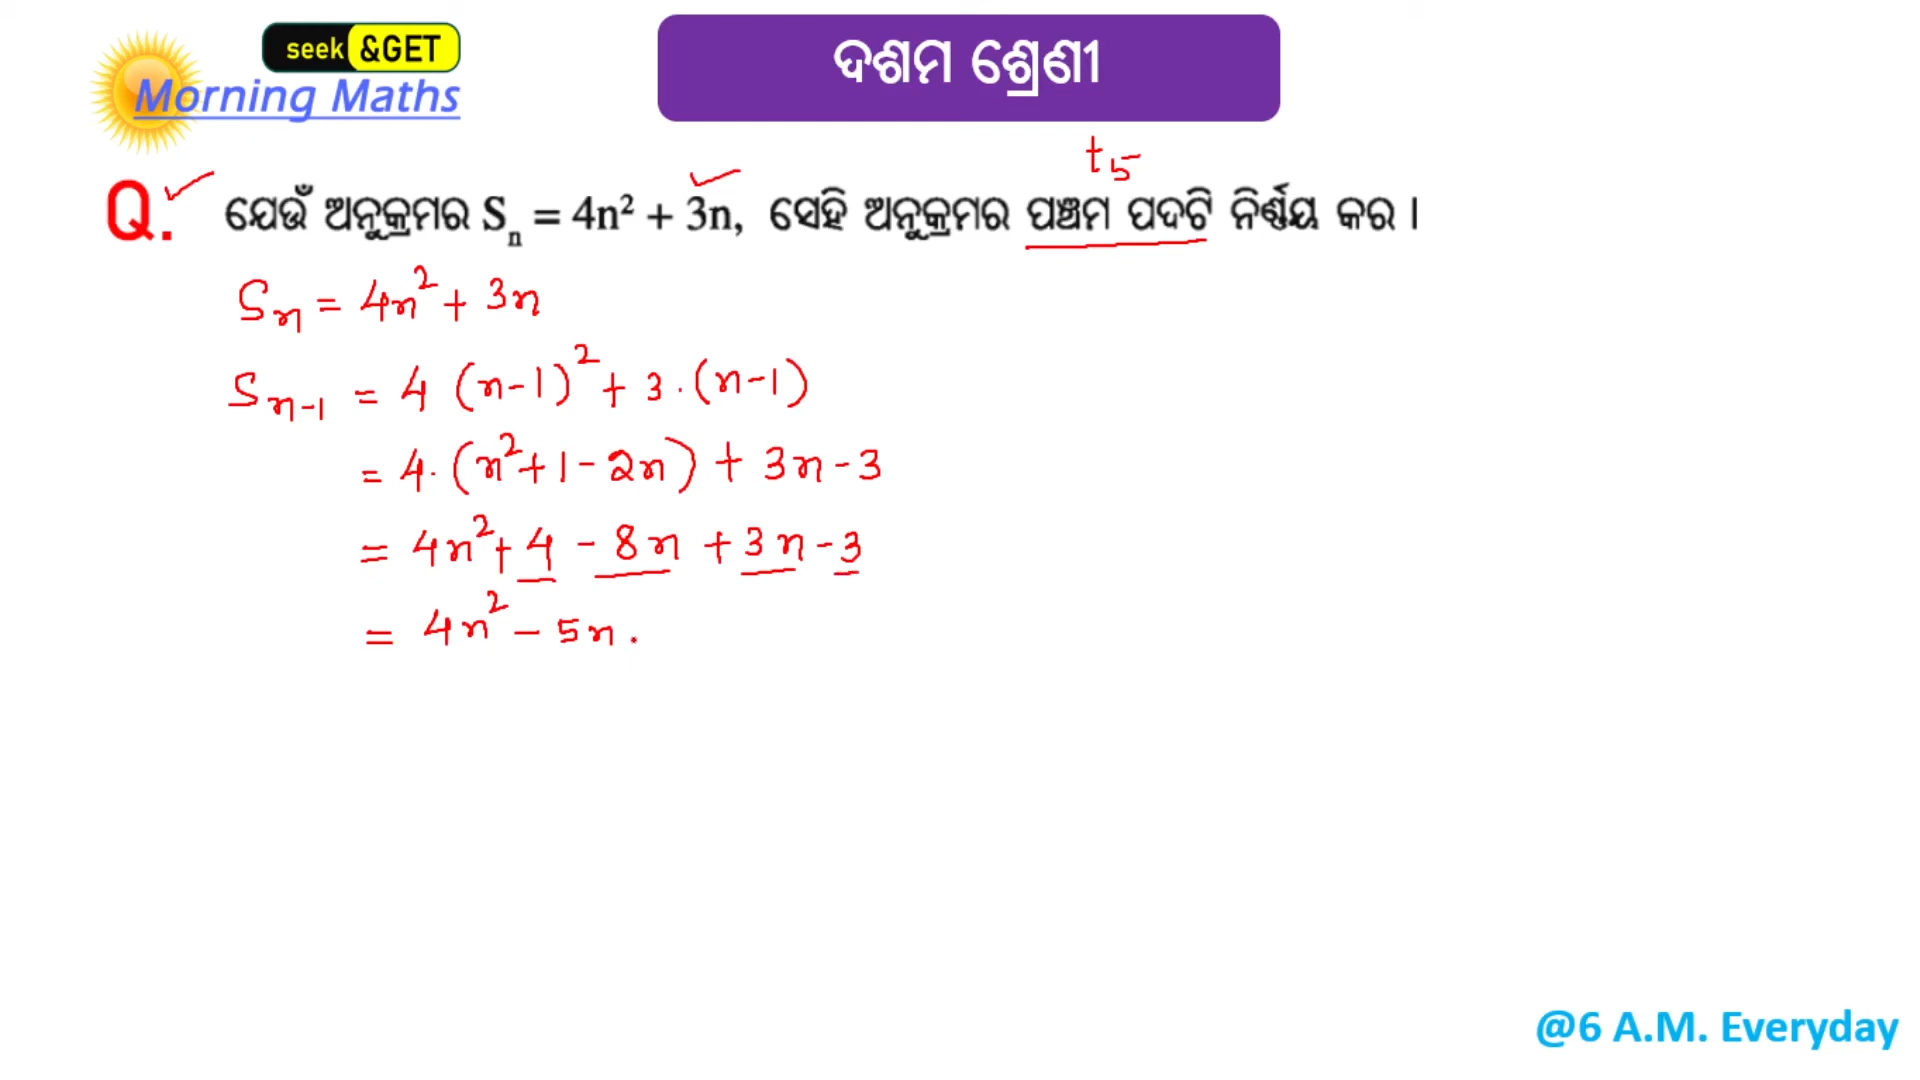 seek &GET
Morning Maths
ଦଶମ ଶ୍ରେଣୀ
t₅
Q. ଯେଉଁ ଅନୁକ୍ରମର Sₙ = 4n² + 3n, ସେହି ଅନୁକ୍ରମର ପଞ୍ଚମ ପଦଟି ନିର୍ଣ୍ଣୟ କର ।
Sₙ = 4n² + 3n
Sₙ₋₁ = 4 (n-1)² + 3 . (n-1)
= 4. (n² + 1 - 2n) + 3n - 3
= 4n² + 4 - 8n + 3n - 3
= 4n² - 5n .
@6 A.M. Everyday